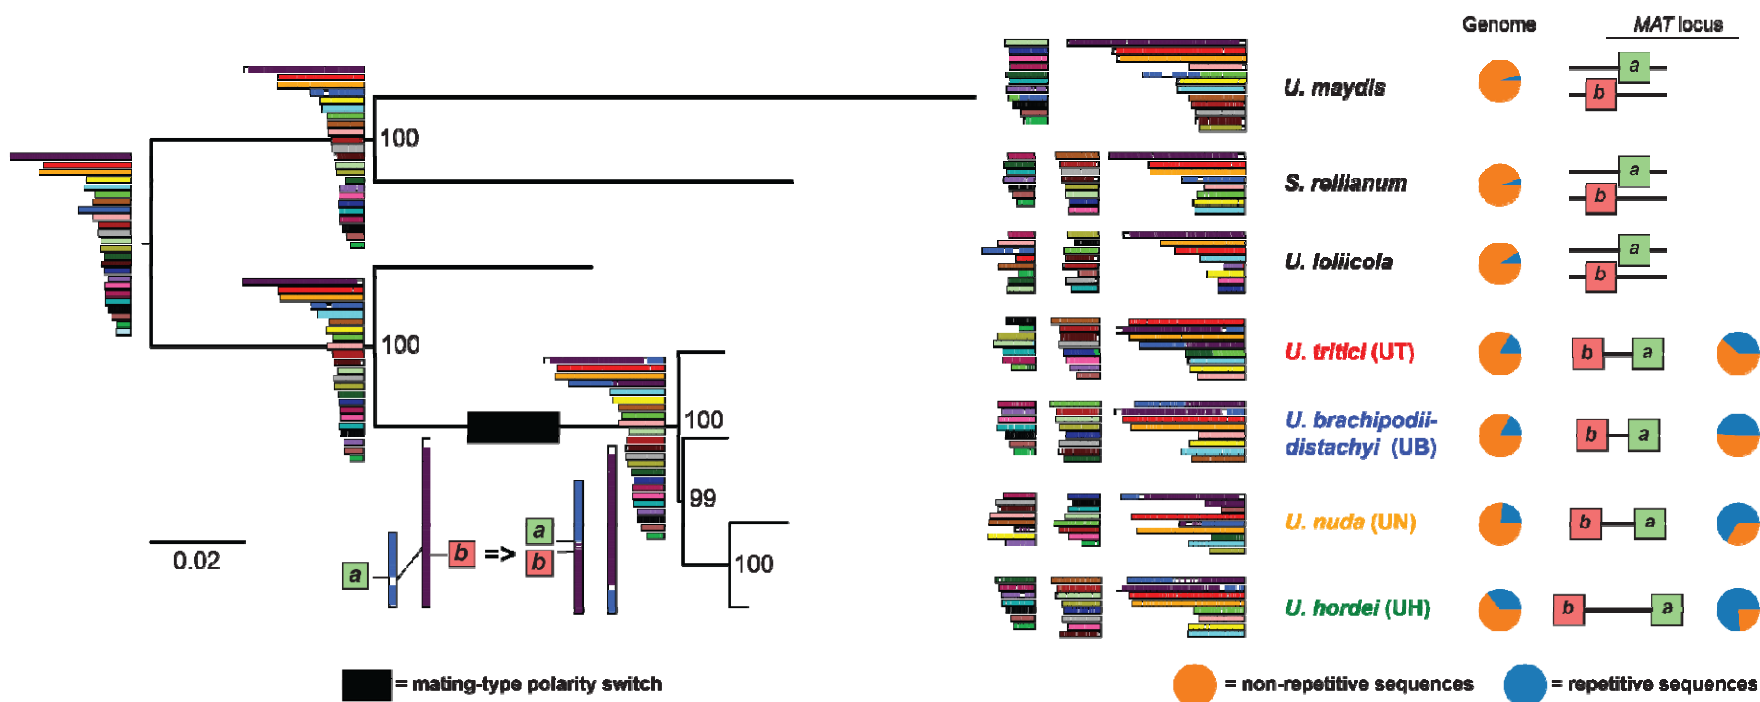 Genome
MAT locus
U. maydis
a
b
100
S. reilianum
a
b
U. loliicola
a
b
100
U. tritici (UT)
b
a
100
U. brachipodii-
distachyi (UB)
b
a
99
U. nuda (UN)
b
a
0.02
a
b
=>
a
b
100
U. hordei (UH)
b
a
= mating-type polarity switch
= non-repetitive sequences
= repetitive sequences